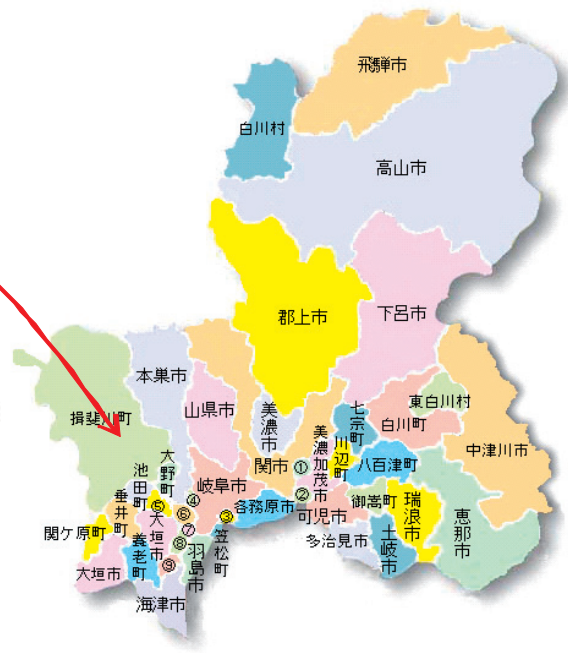 飛騨市
白川村
高山市
郡上市
下呂市
本巣市
揖斐川町
山県市
美濃市
七宗町
東白川村
白川町
中津川市
大野町
関市
①
美濃加茂市
川辺町
八百津町
池田町
岐阜市
④
②
御嵩町
瑞浪市
恵那市
垂井町
⑤
⑥
③
各務原市
可児市
関ケ原町
養老町
大垣市
⑦
⑧
羽島市
笠松町
多治見市
土岐市
大垣市
⑨
海津市